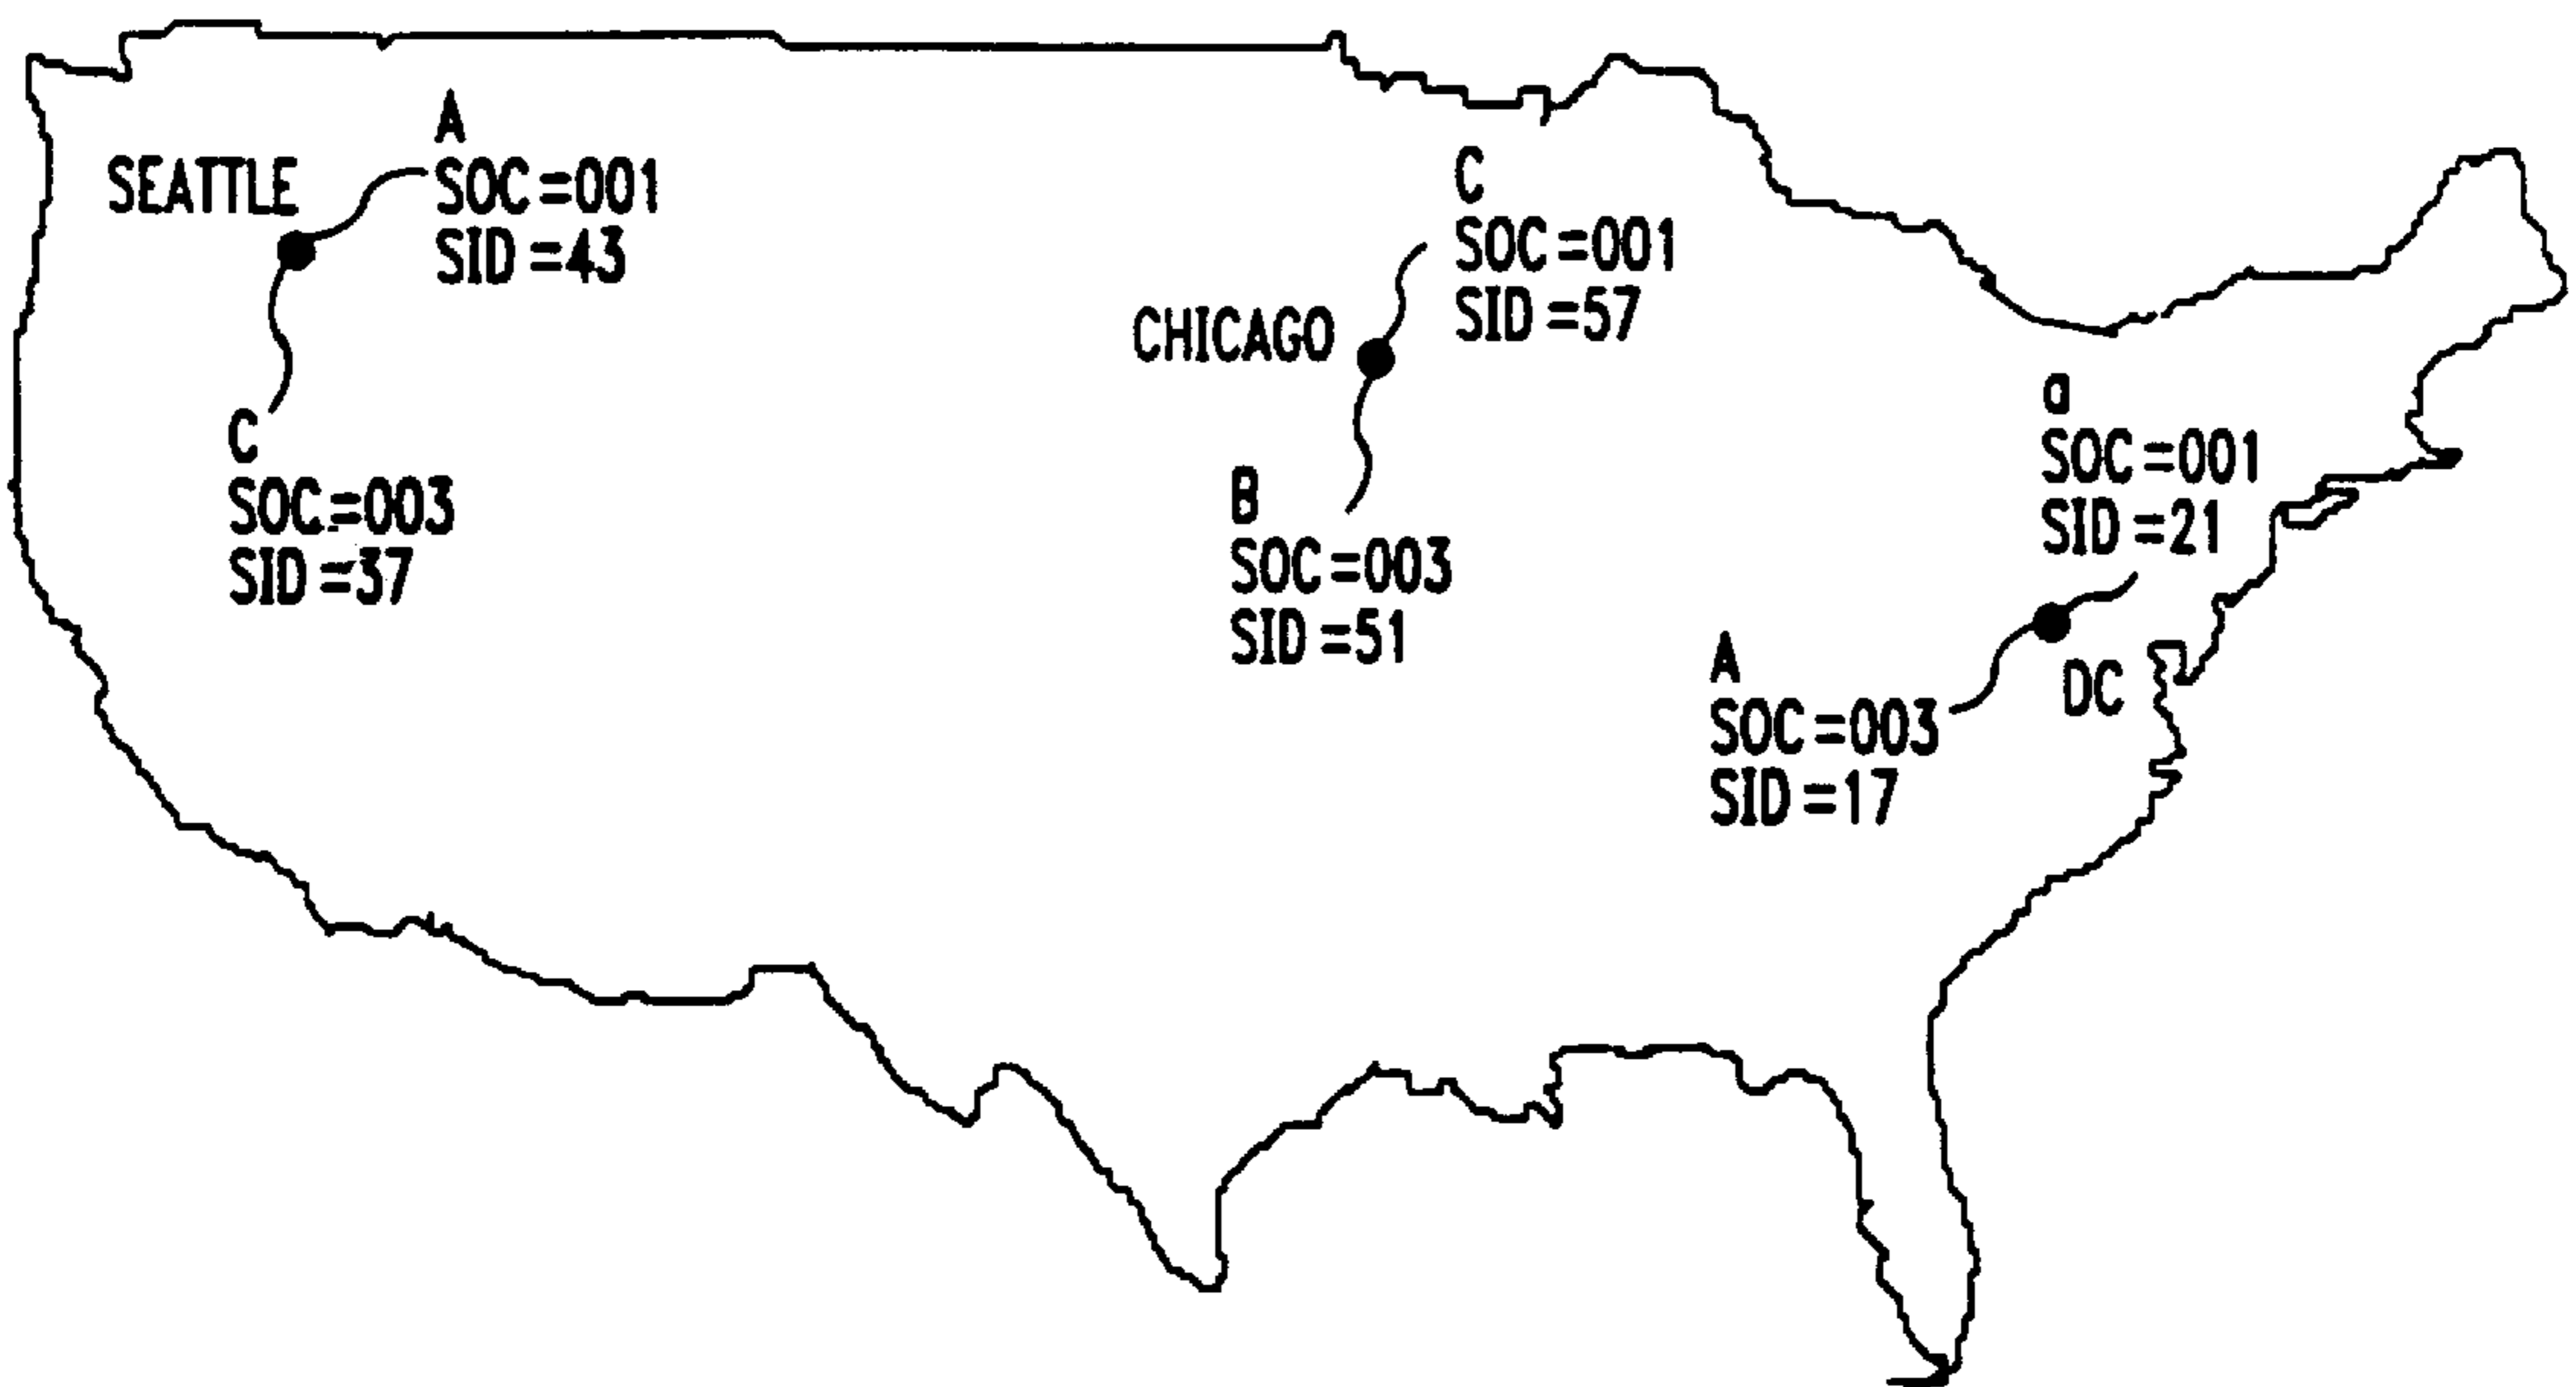 SEATTLE
A
SOC=001
SID=43
C
SOC=003
SID=37
CHICAGO
C
SOC=001
SID=57
B
SOC=003
SID=51
a
SOC=001
SID=21
A
SOC=003
SID=17
DC